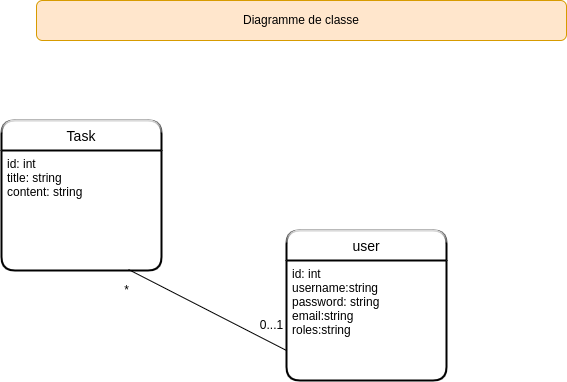 Diagramme de classe
Task
id: int
title: string
content: string
*
user
id: int
username:string
password: string
email:string
roles:string
0...1